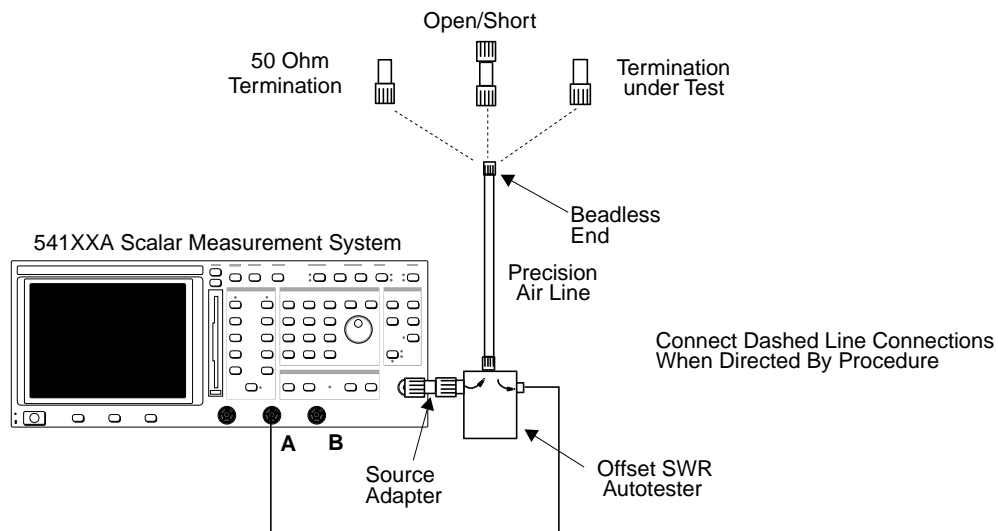 Open/Short
50 Ohm
Termination
Termination
under Test
Beadless
End
541XXA Scalar Measurement System
Precision
Air Line
Connect Dashed Line Connections
When Directed By Procedure
A
B
Source
Adapter
Offset SWR
Autotester